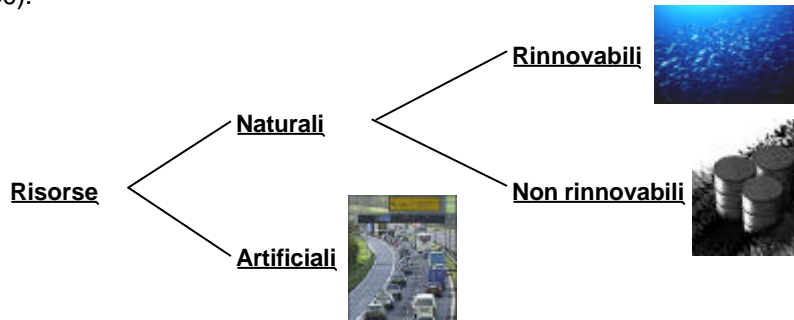 Rinnovabili
Naturali
Risorse
Non rinnovabili
Artificiali